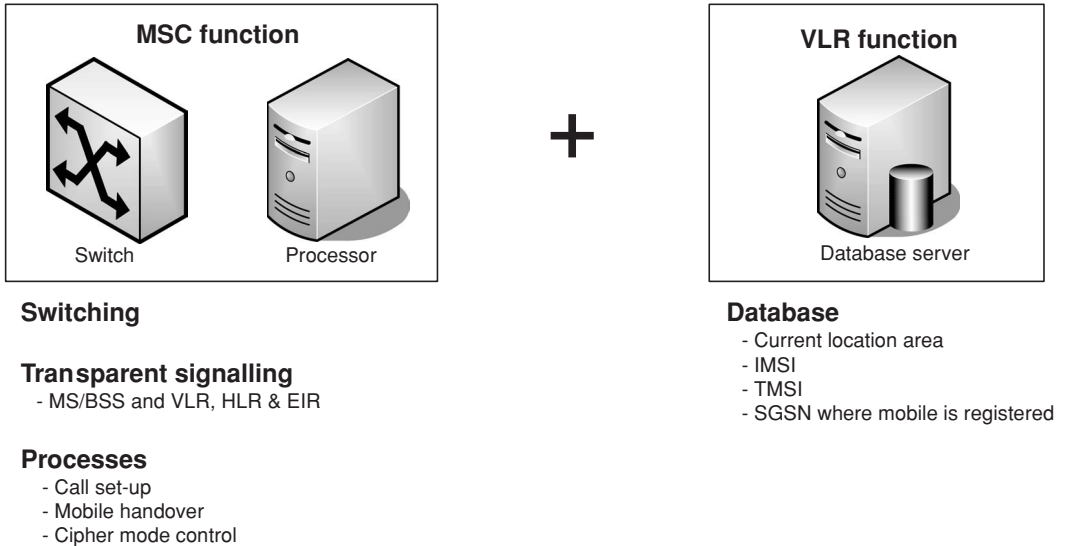 MSC function
Switch
Processor
+
VLR function
Database server
Switching
Transparent signalling
- MS/BSS and VLR, HLR & EIR
Processes
- Call set-up
- Mobile handover
- Cipher mode control
Database
- Current location area
- IMSI
- TMSI
- SGSN where mobile is registered